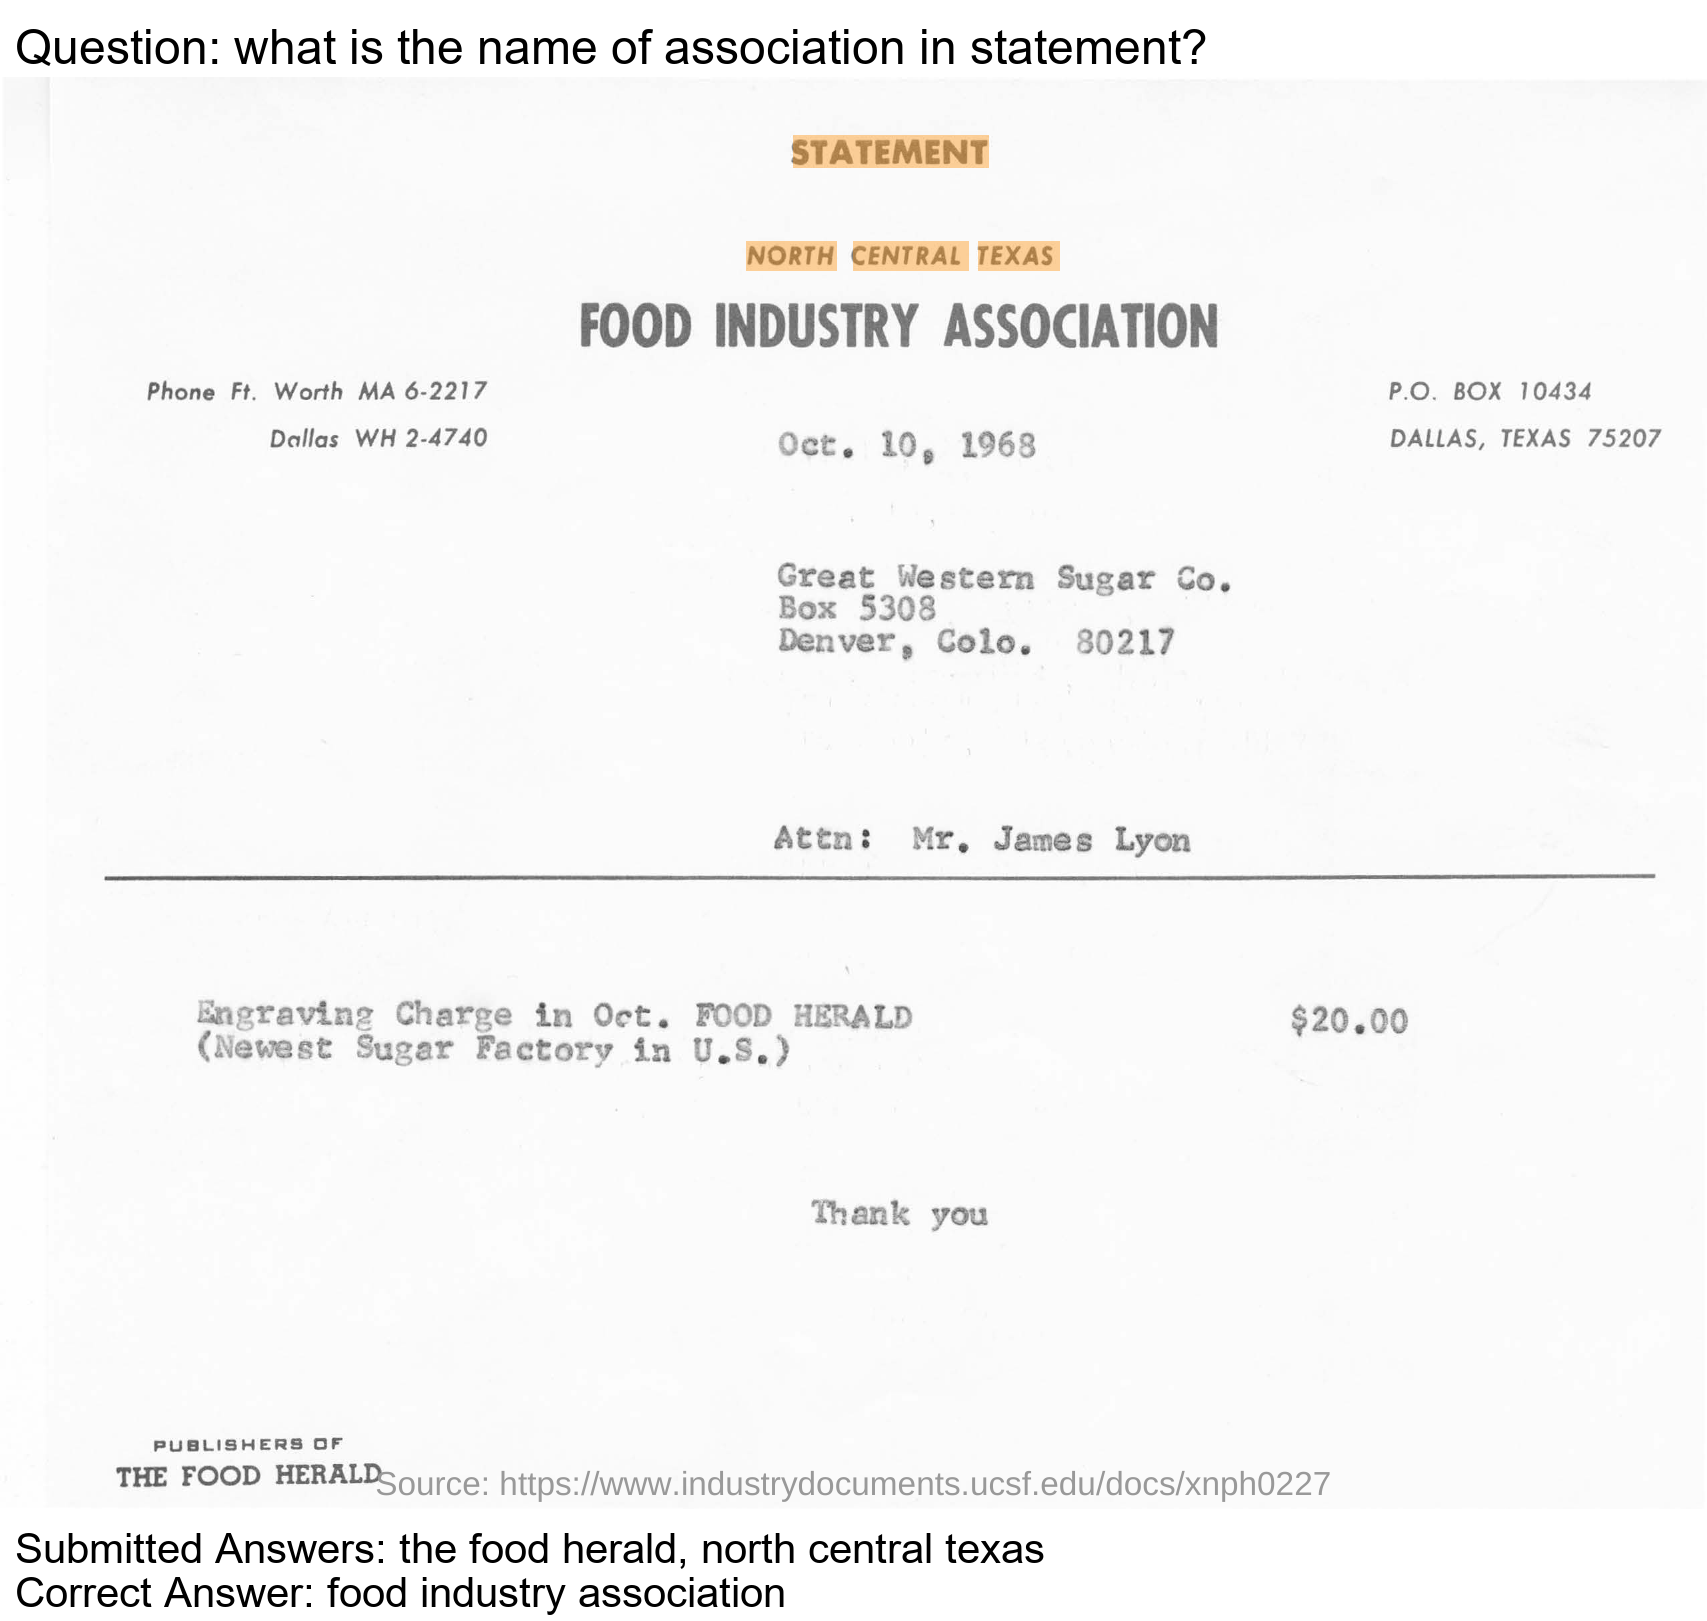 Question: what is the name of association in statement?
STATEMENT
NORTH CENTRAL TEXAS
FOOD INDUSTRY ASSOCIATION
Phone Ft. Worth MA 6-2217
Dallas WH 2-4740
P.O. BOX 10434
DALLAS, TEXAS 75207
Oct. 10, 1968
Great Western Sugar Co.
Box 5308
Denver, Colo. 80217
Attn: Mr. James Lyon
Engraving Charge in Oct. FOOD HERALD $20.00
(Newest Sugar Factory in U.S.)
Thank you
PUBLISHERS OF
THE FOOD HERALD
Source: https://www.industrydocuments.ucsf.edu/docs/xnph0227
Submitted Answers: the food herald, north central texas
Correct Answer: food industry association